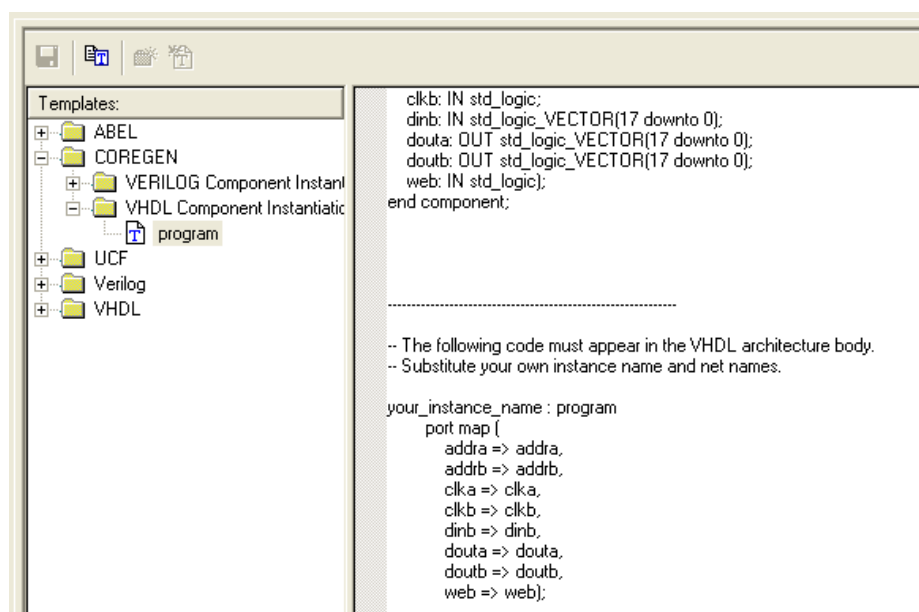 Templates:
ABEL
COREGEN
VERILOG Component Instant
VHDL Component Instantiatic
program
UCF
Verilog
VHDL
clkb: IN std_logic;
dinb: IN std_logic_VECTOR(17 downto 0);
douta: OUT std_logic_VECTOR(17 downto 0);
doutb: OUT std_logic_VECTOR(17 downto 0);
web: IN std_logic);
end component;
-------------------------------------------------------------
-- The following code must appear in the VHDL architecture body.
-- Substitute your own instance name and net names.
your_instance_name : program
port map (
addra => addra,
addrb => addrb,
clka => clka,
clkb => clkb,
dinb => dinb,
douta => douta,
doutb => doutb,
web => web);